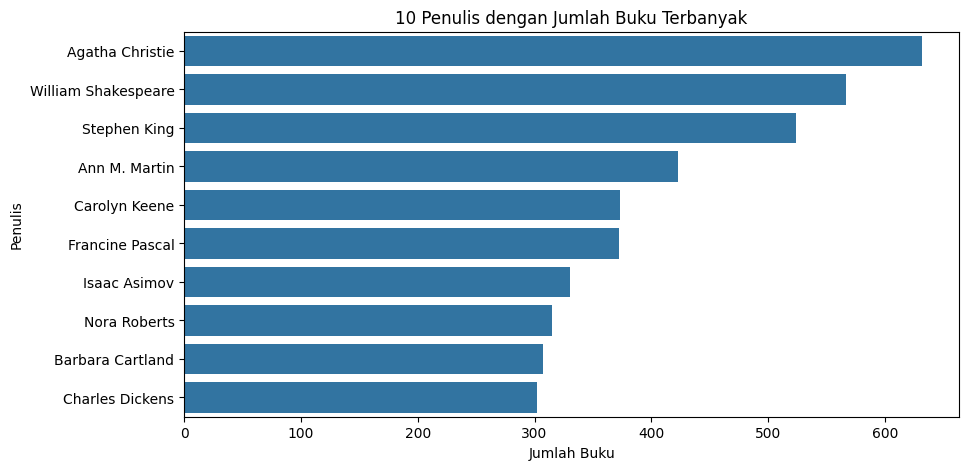 10 Penulis dengan Jumlah Buku Terbanyak
Penulis
Agatha Christie
William Shakespeare
Stephen King
Ann M. Martin
Carolyn Keene
Francine Pascal
Isaac Asimov
Nora Roberts
Barbara Cartland
Charles Dickens
0 100 200 300 400 500 600
Jumlah Buku